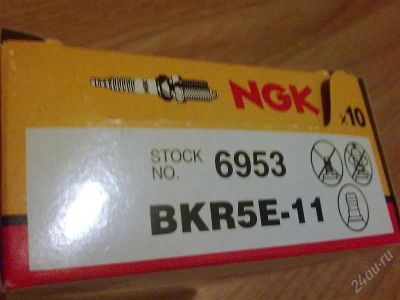 NGK
x10
STOCK NO. 6953
BKR5E-11
24au.ru